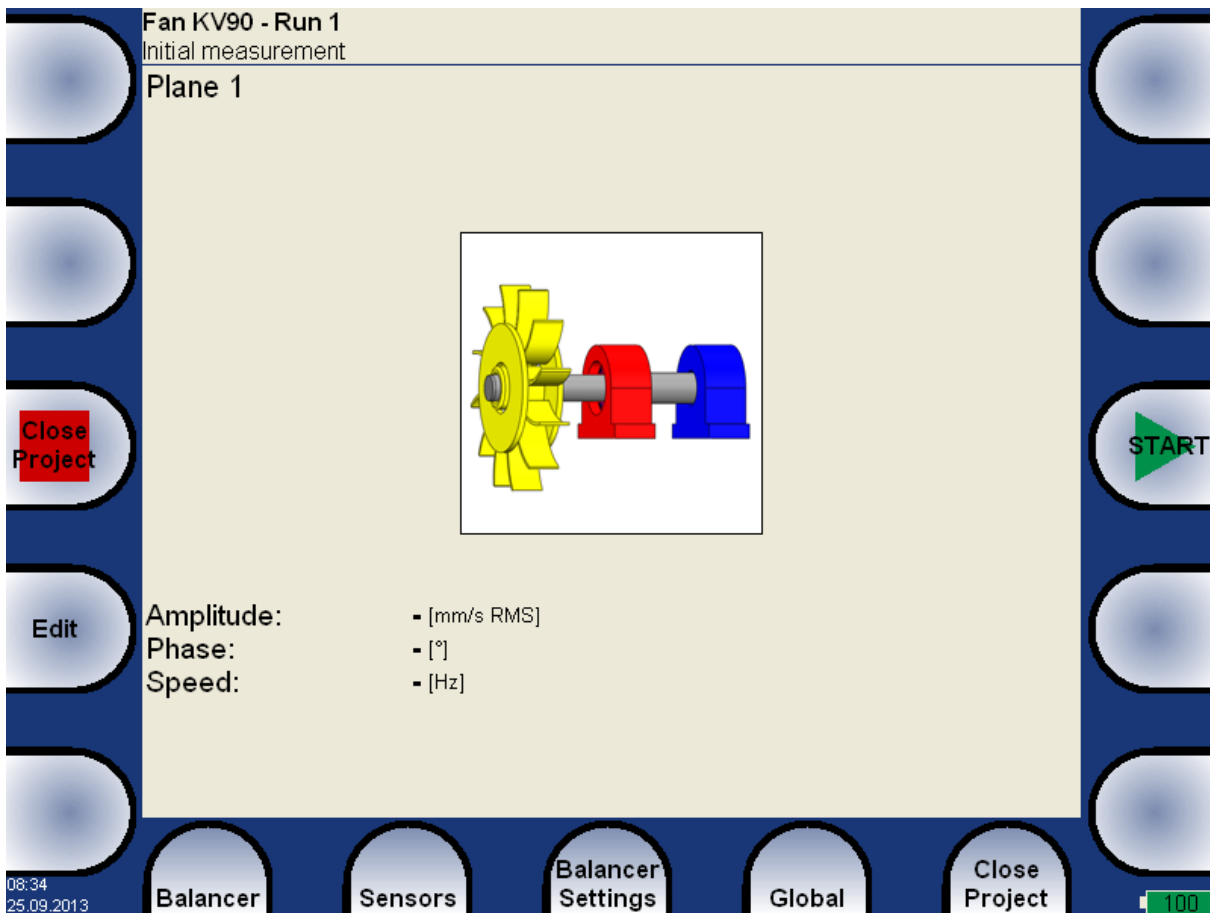 Fan KV90 - Run 1
Initial measurement
Plane 1
Close
Project
START
Edit
Amplitude: - [mm/s RMS]
Phase: - [°]
Speed: - [Hz]
08:34
25.09.2013
Balancer
Sensors
Balancer
Settings
Global
Close
Project
100